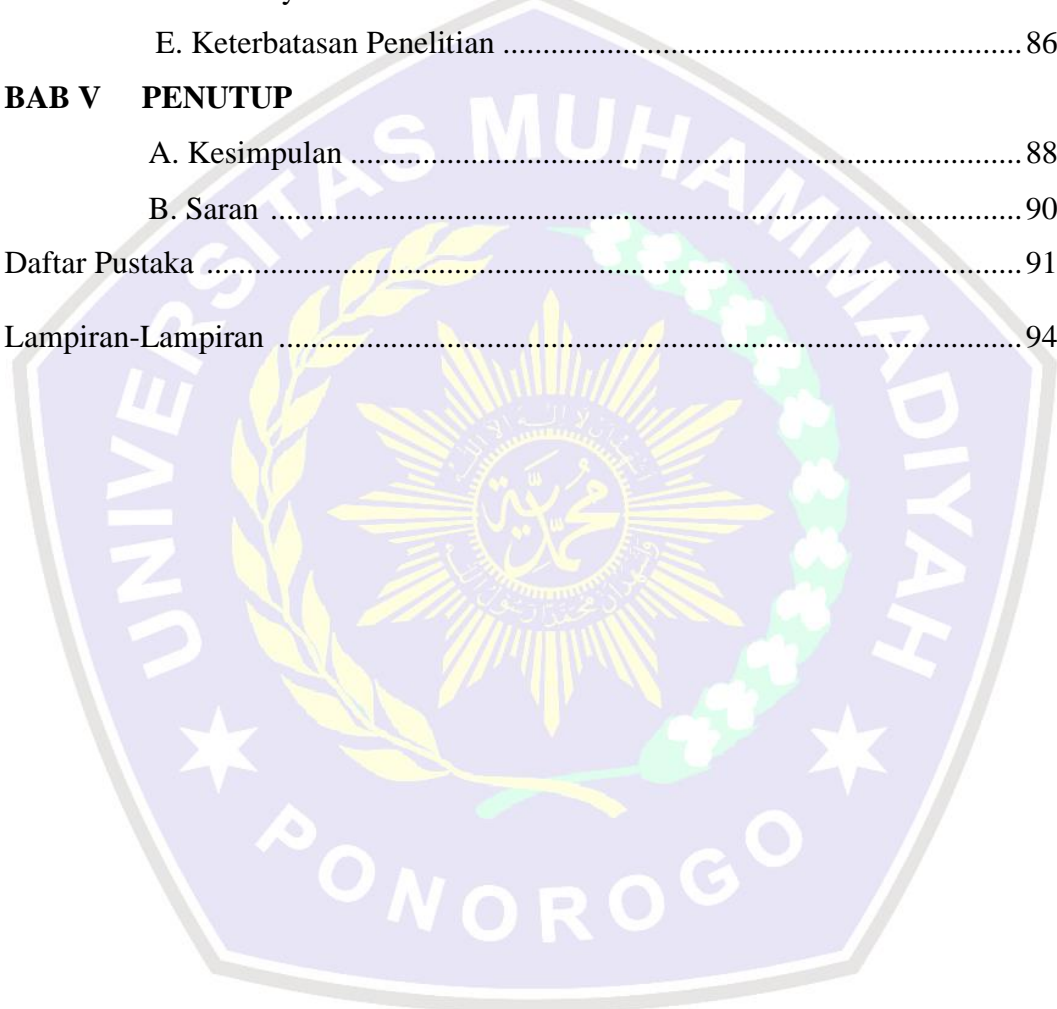 E. Keterbatasan Penelitian ........................................................................ 86
BAB V PENUTUP
A. Kesimpulan ............................................................................................. 88
B. Saran ........................................................................................................ 90
Daftar Pustaka ................................................................................................................. 91
Lampiran-Lampiran ....................................................................................................... 94
UNIVERSITAS MUHAMMADIYAH
PONOROGO